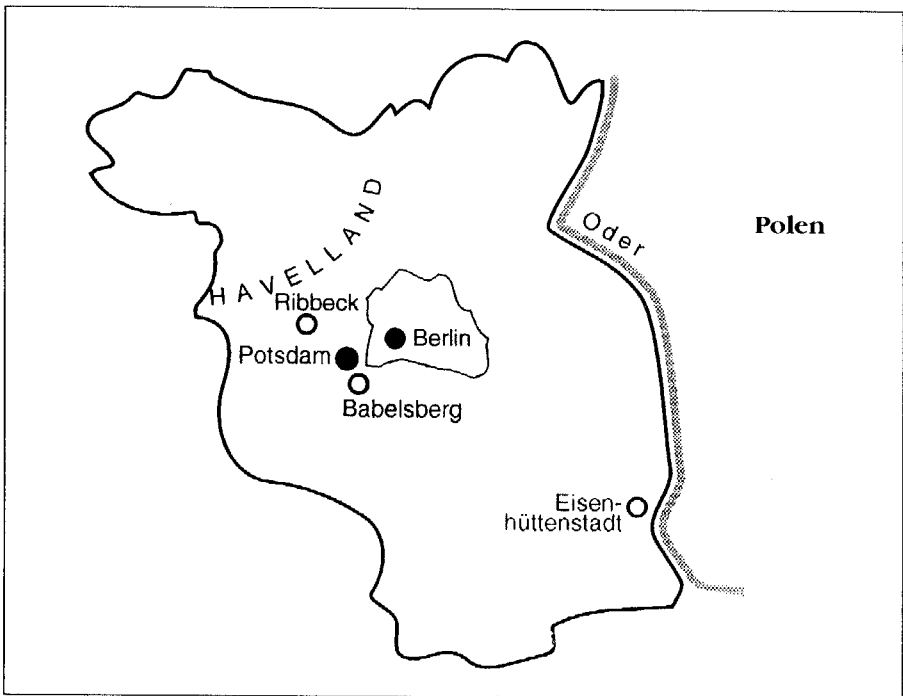 HAVELLAND
Oder
Polen
Ribbeck
Berlin
Potsdam
Babelsberg
Eisen-
hüttenstadt